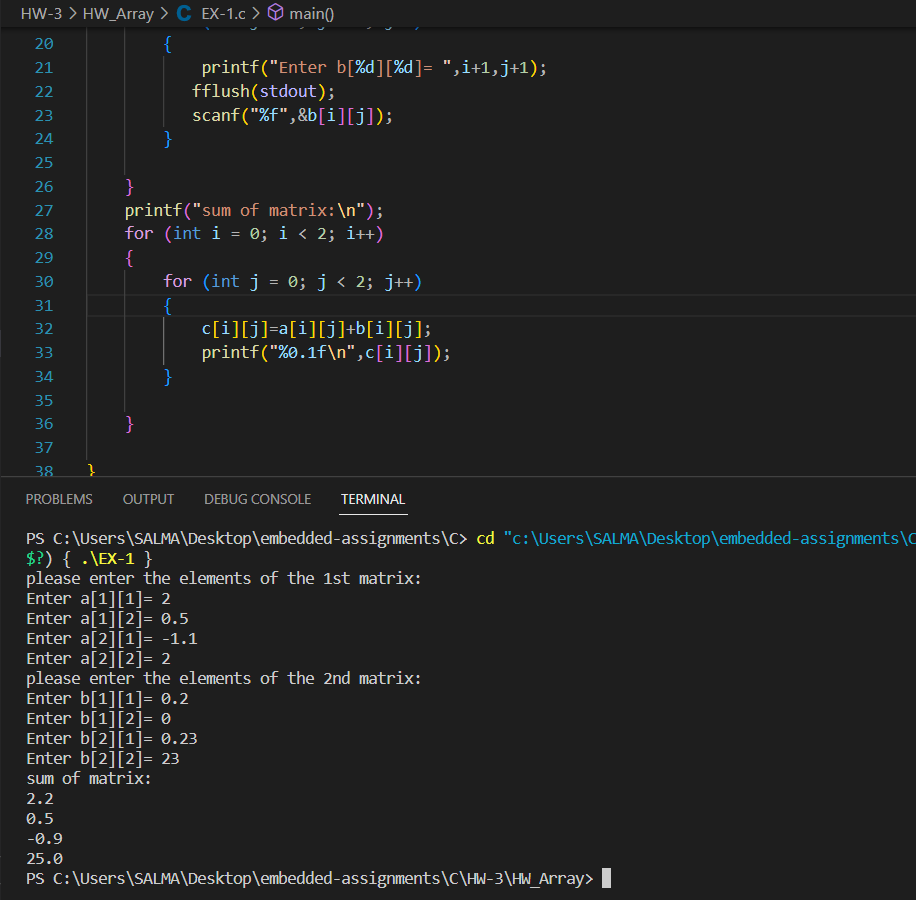 HW-3 > HW_Array > C EX-1.c > main()
20 {
21 printf("Enter b[%d][%d]= ",i+1,j+1);
22 fflush(stdout);
23 scanf("%f",&b[i][j]);
24 }
25
26 }
27 printf("sum of matrix:\n");
28 for (int i = 0; i < 2; i++)
29 {
30 for (int j = 0; j < 2; j++)
31 {
32 c[i][j]=a[i][j]+b[i][j];
33 printf("%0.1f\n",c[i][j]);
34 }
35
36 }
37
38 }
PROBLEMS OUTPUT DEBUG CONSOLE TERMINAL
PS C:\Users\SALMA\Desktop\embedded-assignments\C> cd "c:\Users\SALMA\Desktop\embedded-assignments\C
$?) { .\EX-1 }
please enter the elements of the 1st matrix:
Enter a[1][1]= 2
Enter a[1][2]= 0.5
Enter a[2][1]= -1.1
Enter a[2][2]= 2
please enter the elements of the 2nd matrix:
Enter b[1][1]= 0.2
Enter b[1][2]= 0
Enter b[2][1]= 0.23
Enter b[2][2]= 23
sum of matrix:
2.2
0.5
-0.9
25.0
PS C:\Users\SALMA\Desktop\embedded-assignments\C\HW-3\HW_Array>